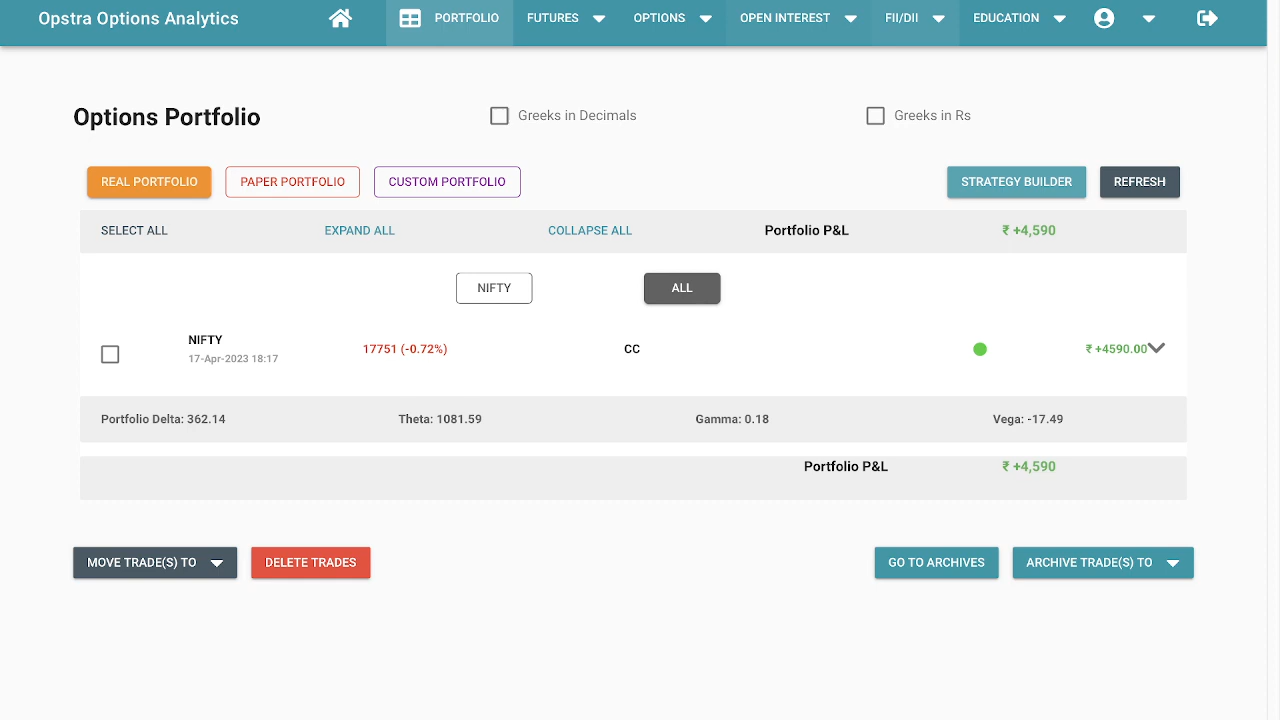 Opstra Options Analytics PORTFOLIO FUTURES OPTIONS OPEN INTEREST FII/DII EDUCATION
Options Portfolio Greeks in Decimals Greeks in Rs
REAL PORTFOLIO PAPER PORTFOLIO CUSTOM PORTFOLIO STRATEGY BUILDER REFRESH
SELECT ALL EXPAND ALL COLLAPSE ALL Portfolio P&L ₹ +4,590
NIFTY ALL
NIFTY
17-Apr-2023 18:17
17751 (-0.72%) CC ₹ +4590.00
Portfolio Delta: 362.14 Theta: 1081.59 Gamma: 0.18 Vega: -17.49
Portfolio P&L ₹ +4,590
MOVE TRADE(S) TO DELETE TRADES GO TO ARCHIVES ARCHIVE TRADE(S) TO